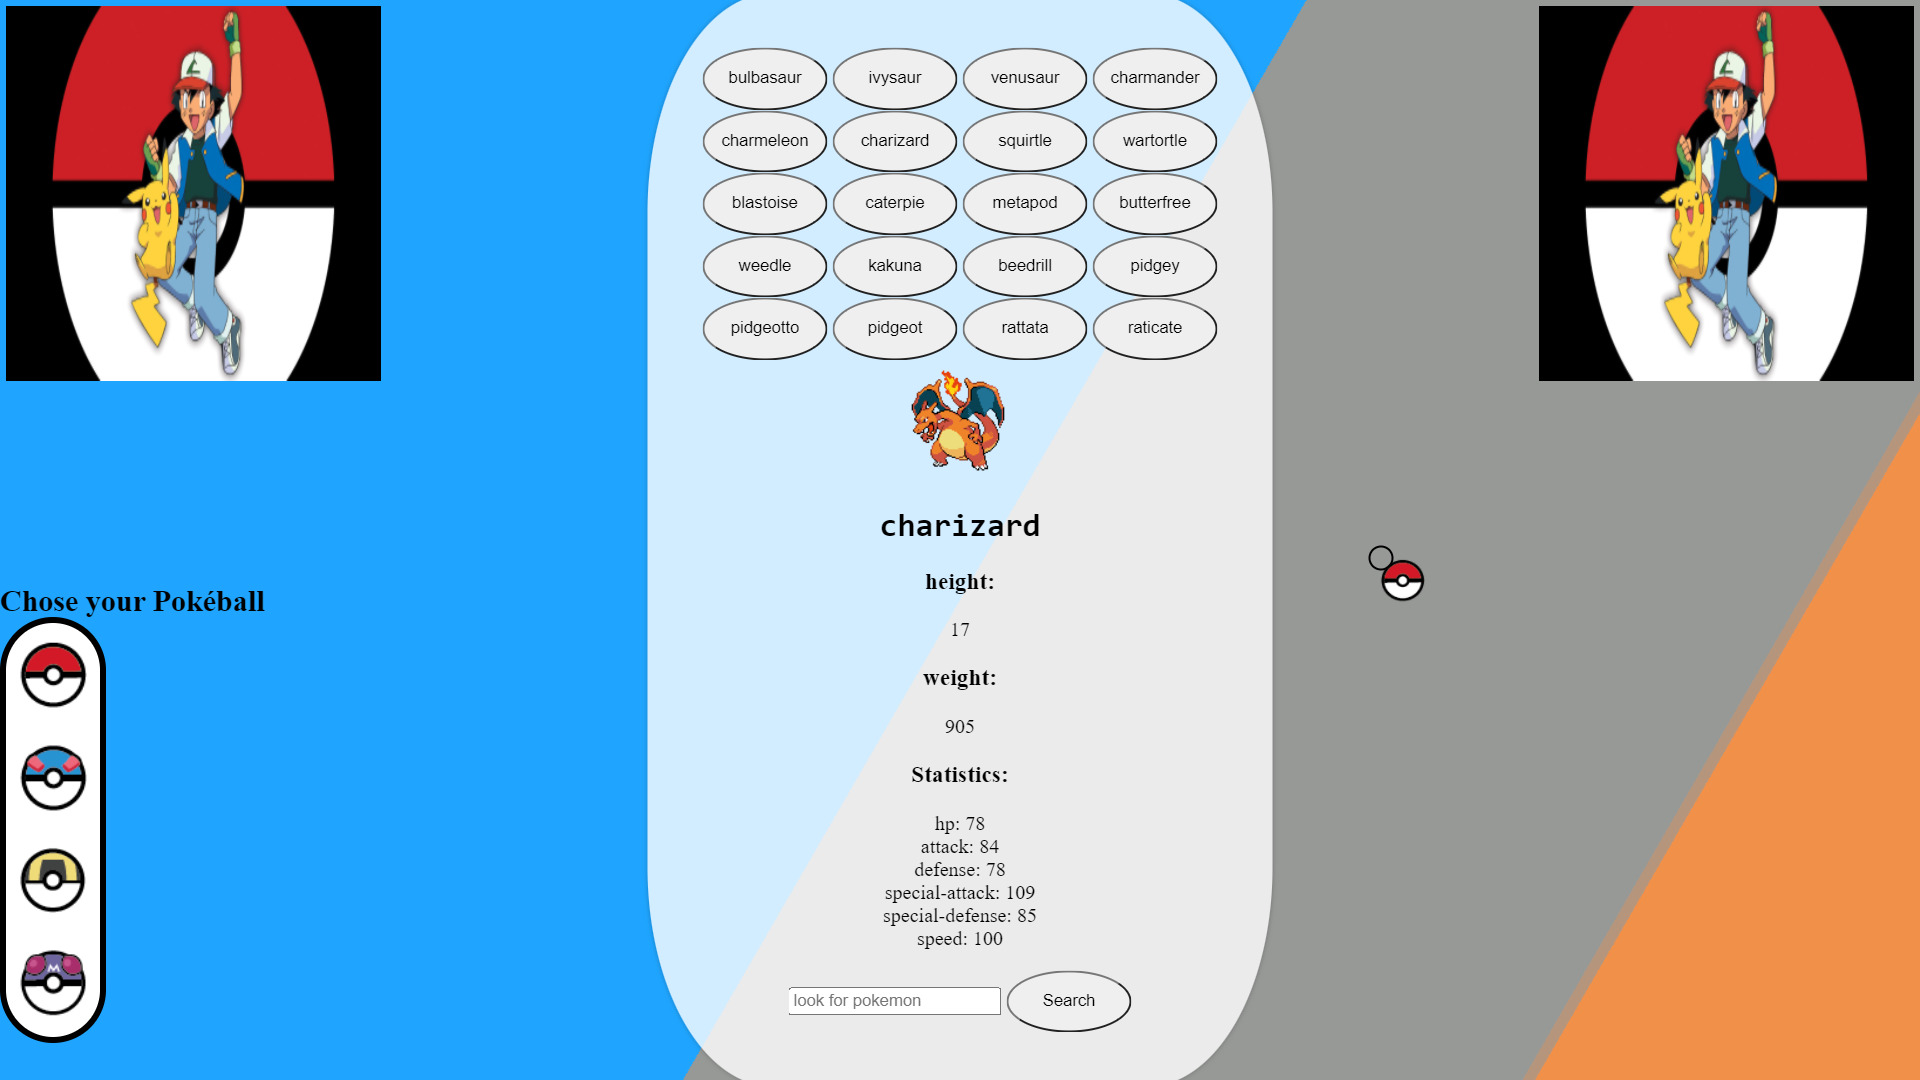 bulbasaur ivysaur venusaur charmander
charmeleon charizard squirtle wartortle
blastoise caterpie metapod butterfree
weedle kakuna beedrill pidgey
pidgeotto pidgeot rattata raticate
charizard
height:
17
weight:
905
Statistics:
hp: 78
attack: 84
defense: 78
special-attack: 109
special-defense: 85
speed: 100
look for pokemon Search
Chose your Pokéball
M